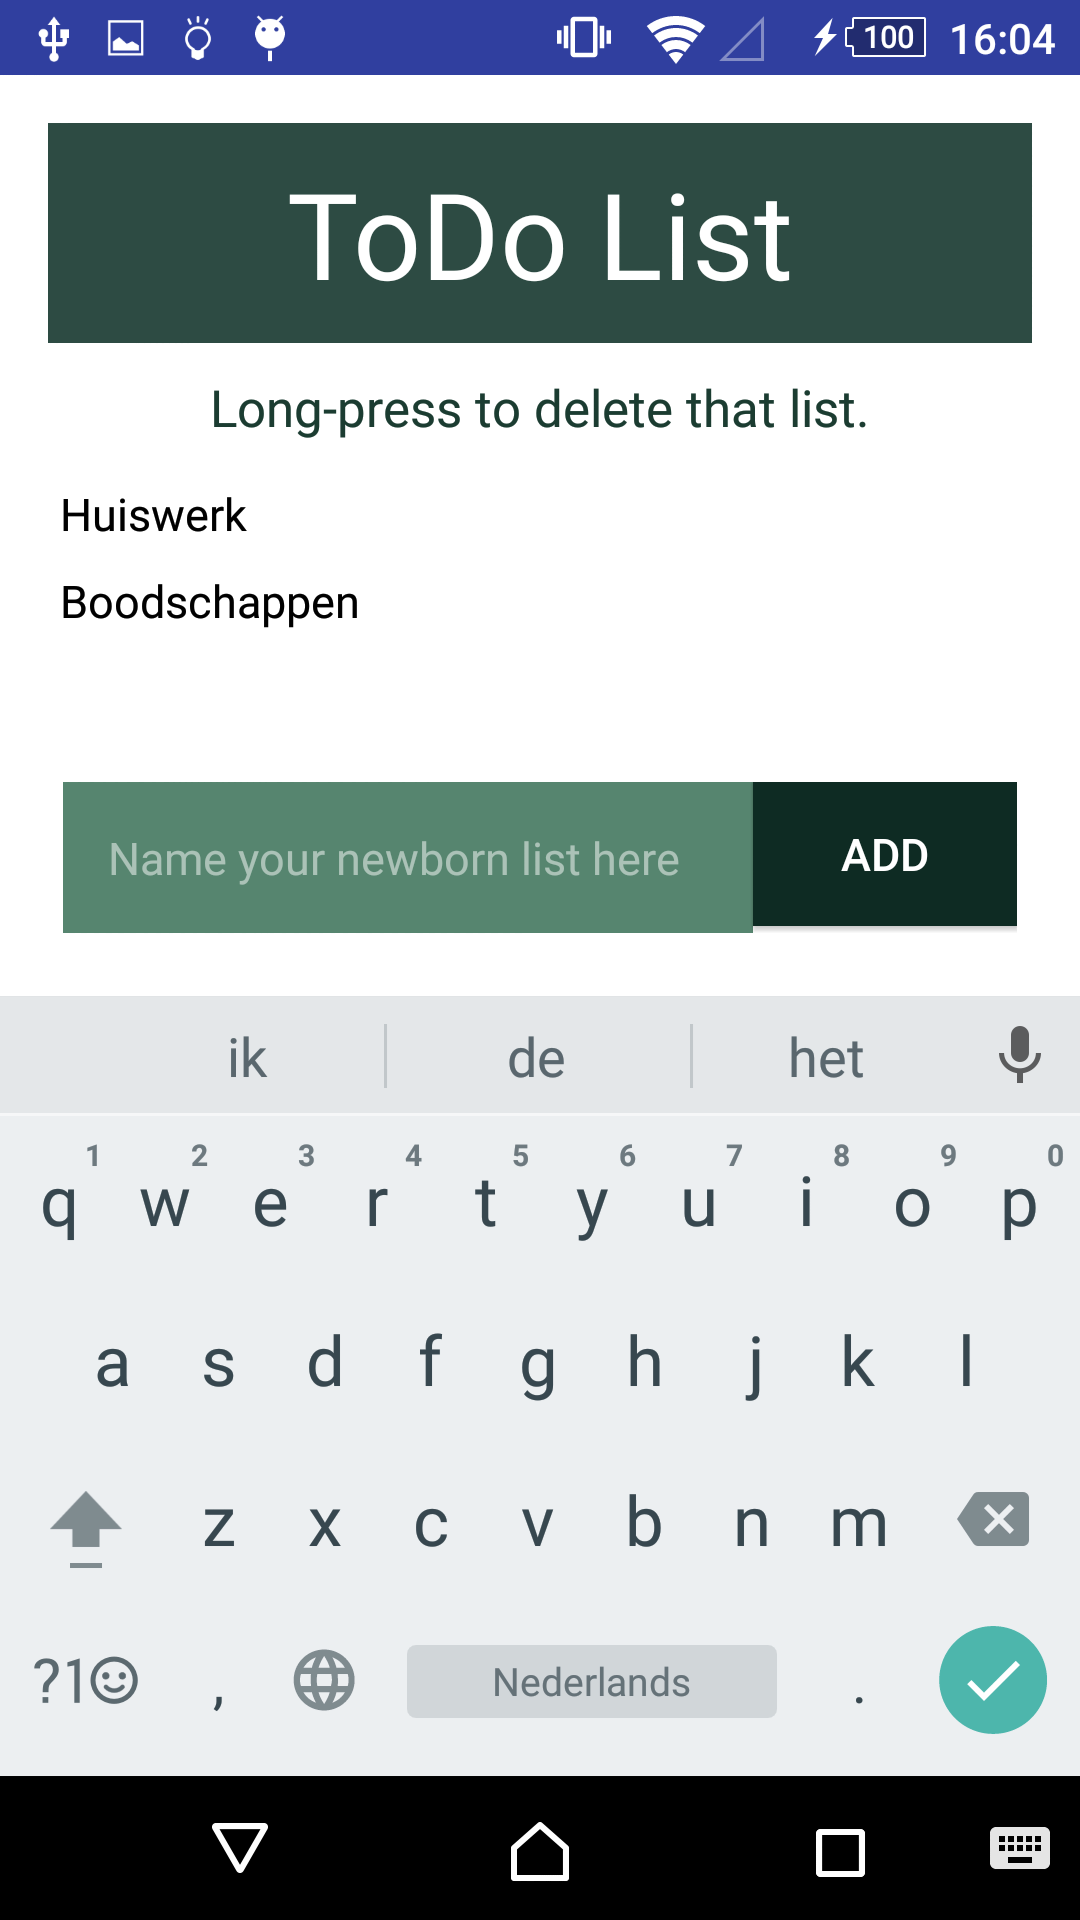 100 16:04
ToDo List
Long-press to delete that list.
Huiswerk
Boodschappen
Name your newborn list here ADD
ik de het
1 2 3 4 5 6 7 8 9 0
q w e r t y u i o p
a s d f g h j k l
z x c v b n m
?1☺ , Nederlands .